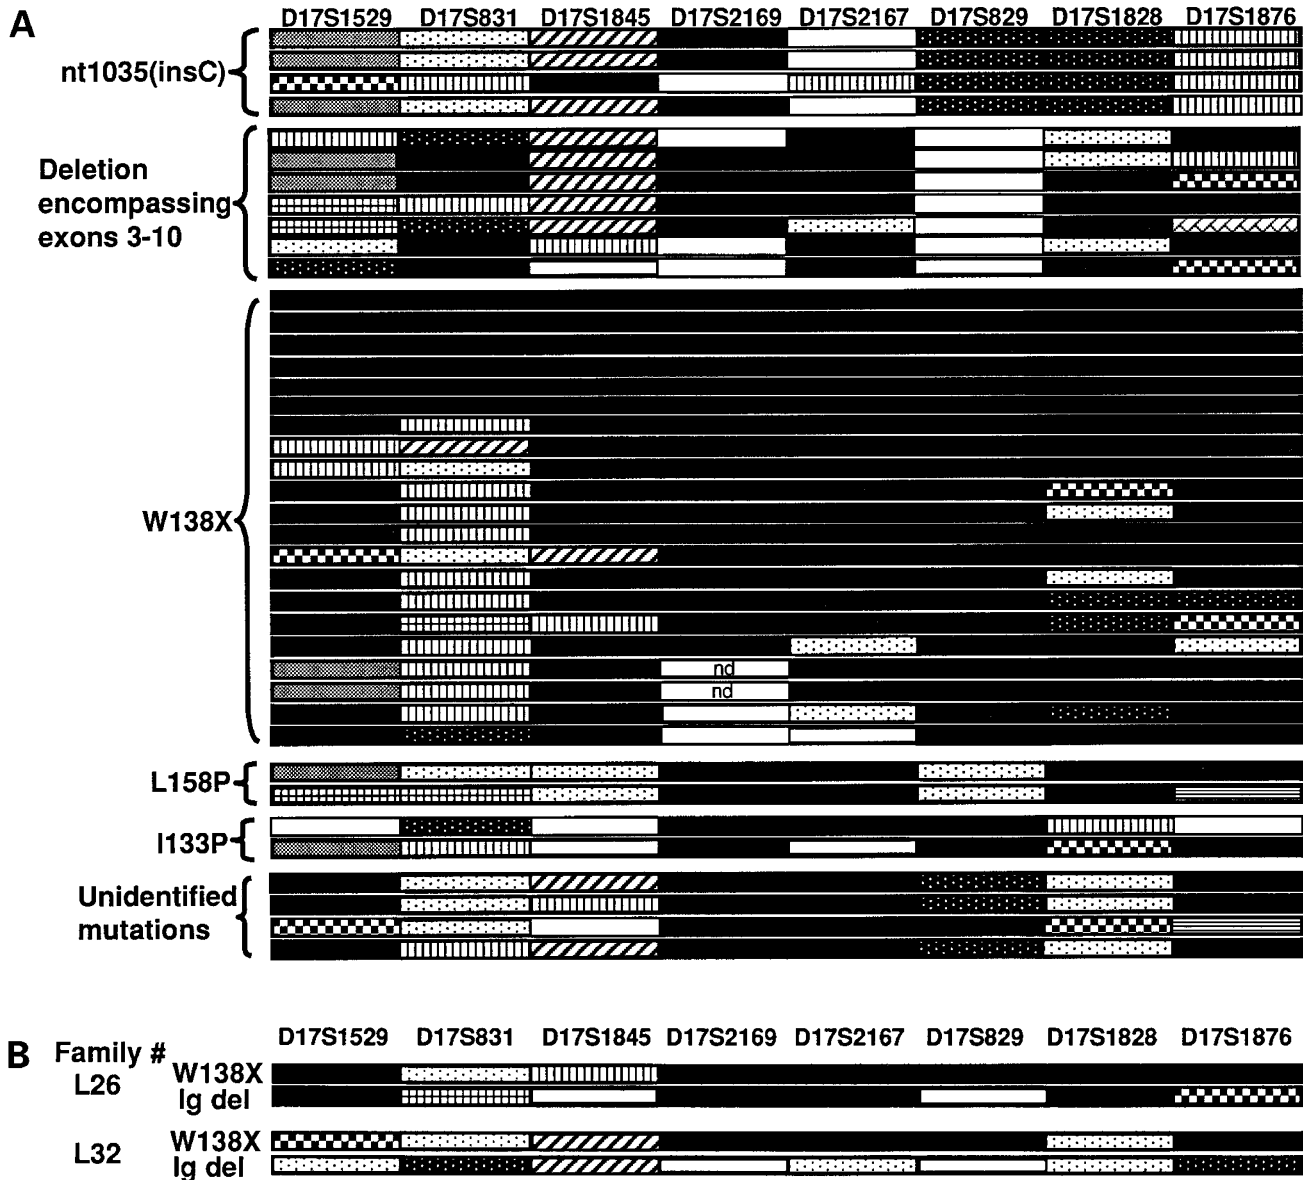 A
D17S1529 D17S831 D17S1845 D17S2169 D17S2167 D17S829 D17S1828 D17S1876
nt1035(insC)
Deletion
encompassing
exons 3-10
W138X
nd
nd
L158P
I133P
Unidentified
mutations
D17S1529 D17S831 D17S1845 D17S2169 D17S2167 D17S829 D17S1828 D17S1876
B
Family #
L26
W138X
lg del
L32
W138X
lg del